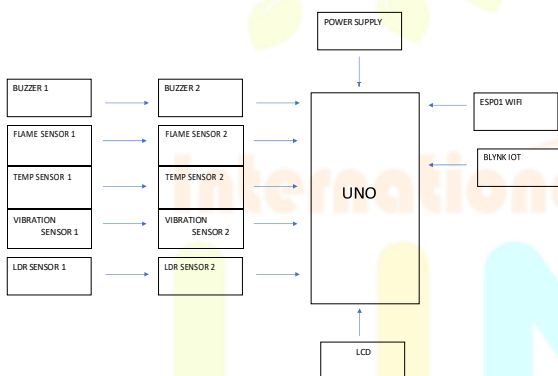 POWER SUPPLY
BUZZER 1
BUZZER 2
ESP01 WIFI
FLAME SENSOR 1
FLAME SENSOR 2
BLYNK IOT
TEMP SENSOR 1
TEMP SENSOR 2
UNO
VIBRATION
SENSOR 1
VIBRATION
SENSOR 2
LDR SENSOR 1
LDR SENSOR 2
LCD